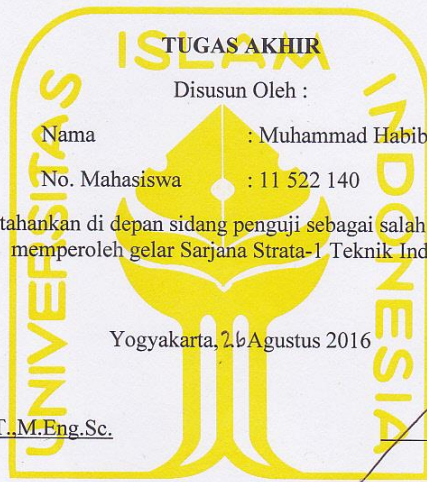 UNIVERSITAS ISLAM INDONESIA
TUGAS AKHIR
Disusun Oleh :
Nama : Muhammad Habib
No. Mahasiswa : 11 522 140
tahankan di depan sidang penguji sebagai salah
memperoleh gelar Sarjana Strata-1 Teknik Ind
Yogyakarta, 26 Agustus 2016
T.,M.Eng.Sc.